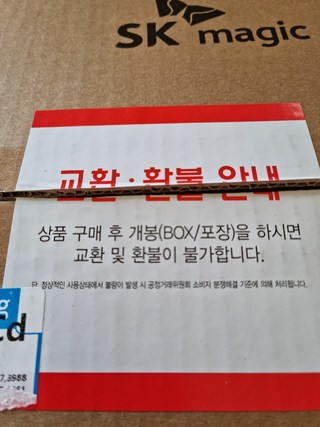 SK magic
교환·환불 안내
상품 구매 후 개봉(BOX/포장)을 하시면
교환 및 환불이 불가합니다.
단, 정상적인 사용상태에서 불량이 발생 시 공정거래위원회 소비자 분쟁해결 기준에 의해 처리됩니다.
g
d
7.3988